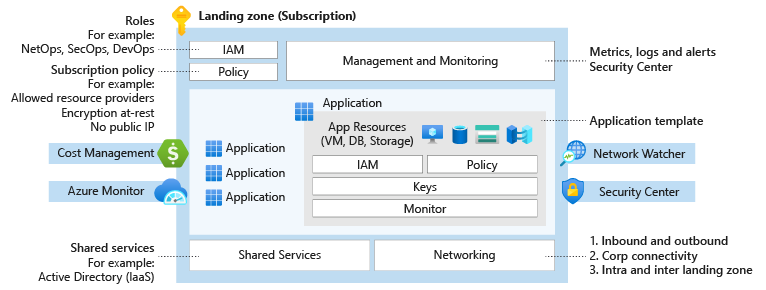 Landing zone (Subscription)
Roles
For example:
NetOps, SecOps, DevOps
IAM
Policy
Management and Monitoring
Metrics, logs and alerts
Security Center
Subscription policy
For example:
Allowed resource providers
Encryption at-rest
No public IP
Application
App Resources
(VM, DB, Storage)
IAM
Policy
Keys
Monitor
Application template
Application
Application
Application
Cost Management
Azure Monitor
Network Watcher
Security Center
Shared services
For example:
Active Directory (IaaS)
Shared Services
Networking
1. Inbound and outbound
2. Corp connectivity
3. Intra and inter landing zone